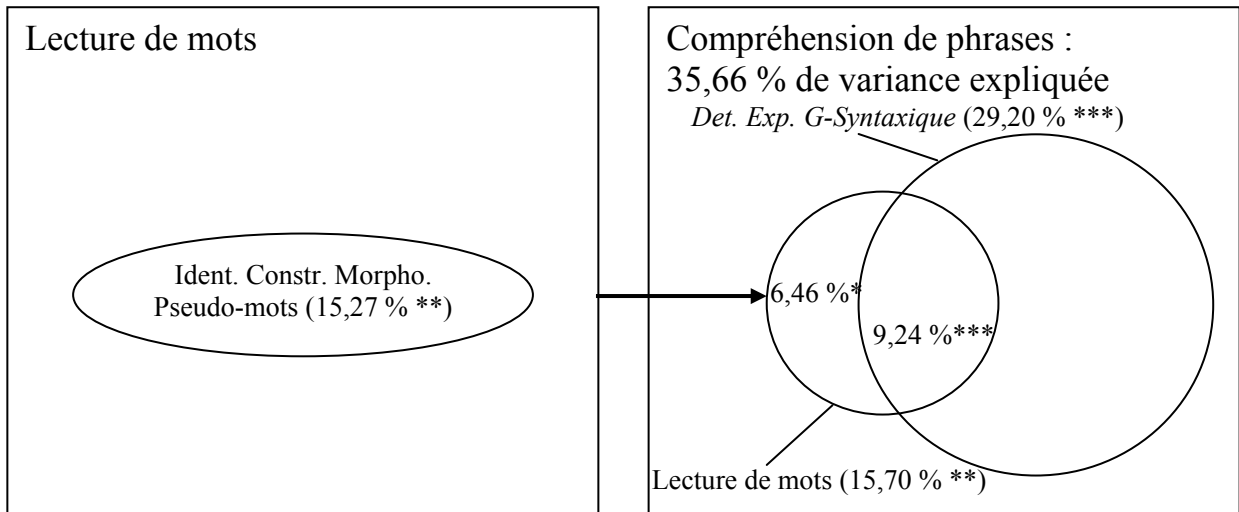 Lecture de mots
Ident. Constr. Morpho.
Pseudo-mots (15,27 % **)
Compréhension de phrases :
35,66 % de variance expliquée
Det. Exp. G-Syntaxique (29,20 % ***)
6,46 %*
9,24 %***
Lecture de mots (15,70 % **)